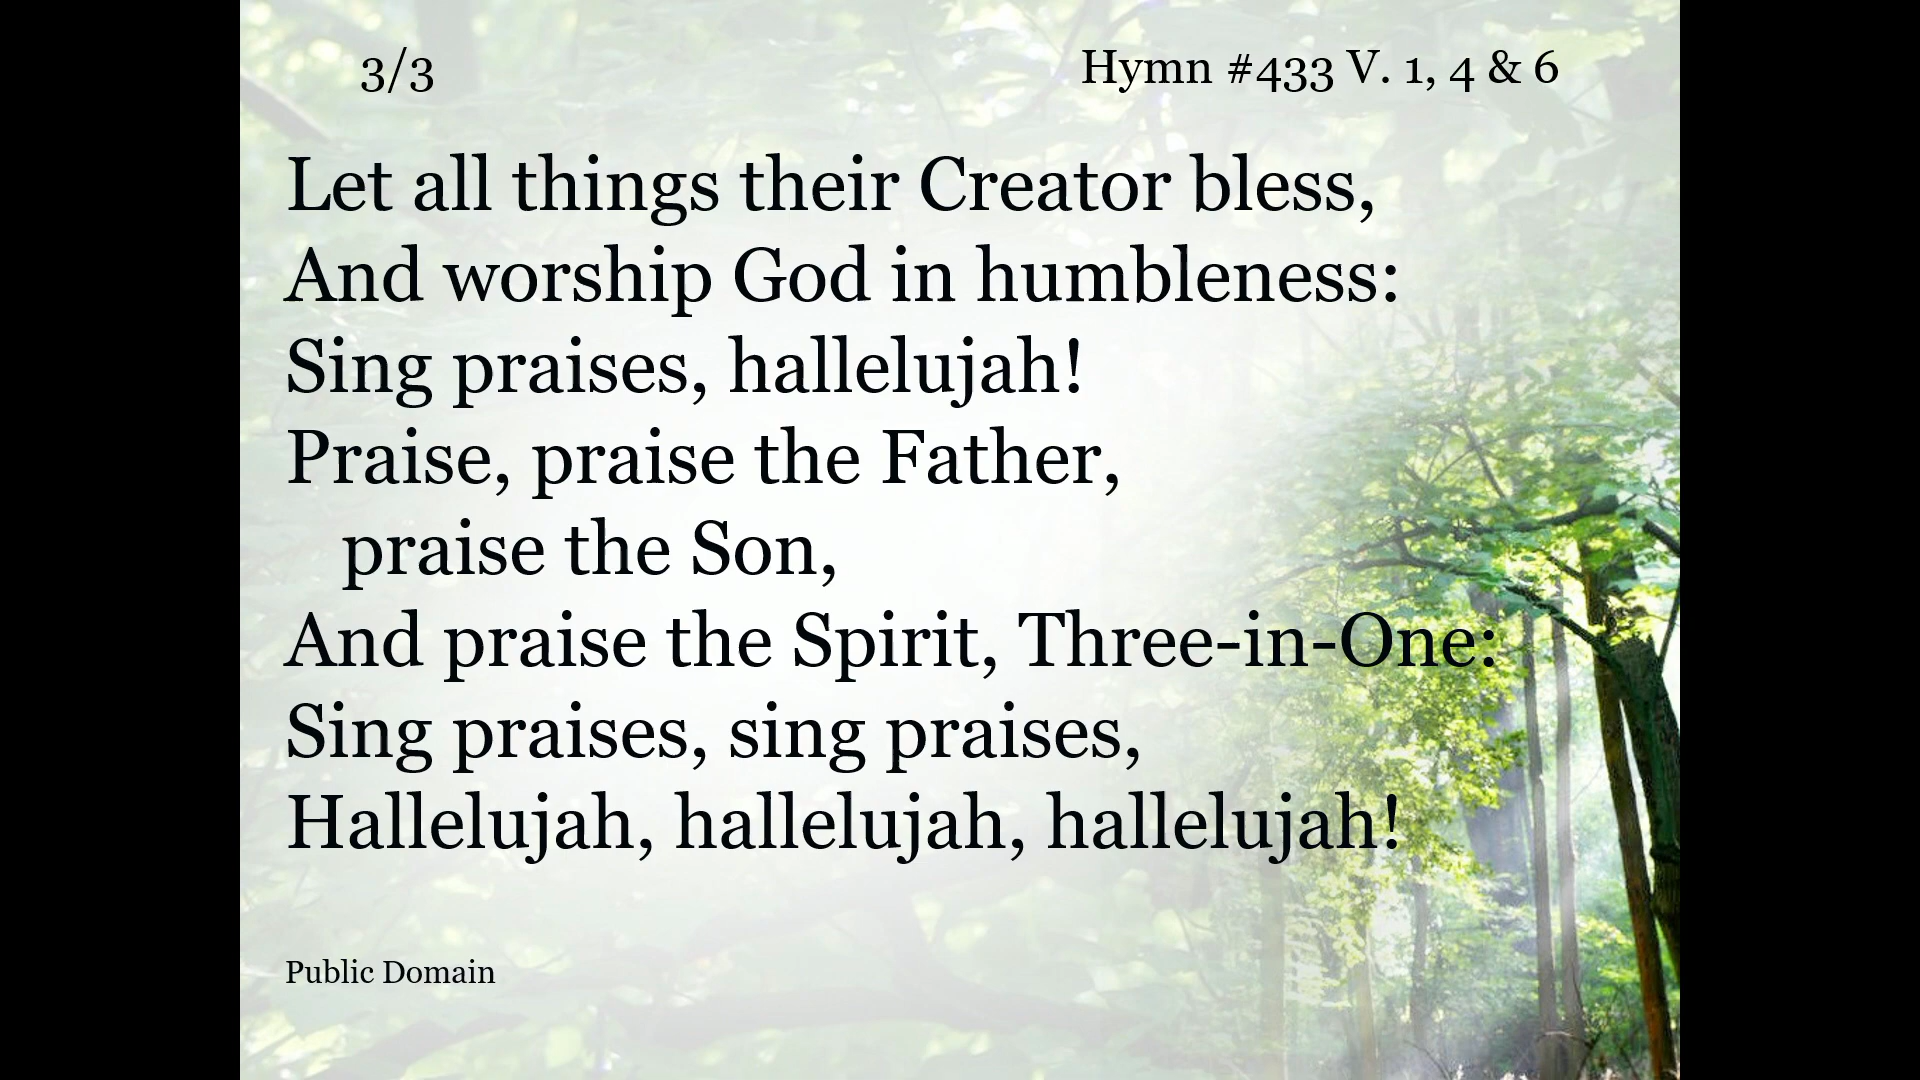 3/3
Hymn #433 V. 1, 4 & 6
Let all things their Creator bless,
And worship God in humbleness:
Sing praises, hallelujah!
Praise, praise the Father,
praise the Son,
And praise the Spirit, Three-in-One:
Sing praises, sing praises,
Hallelujah, hallelujah, hallelujah!
Public Domain